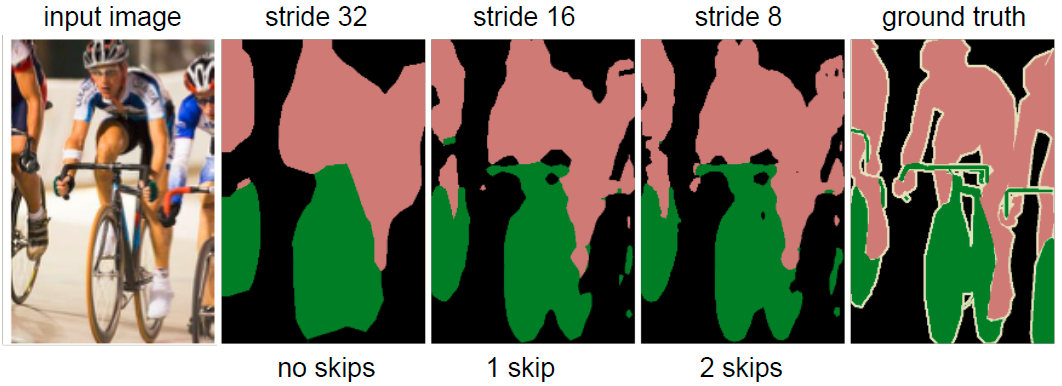 input image stride 32 stride 16 stride 8 ground truth
no skips 1 skip 2 skips